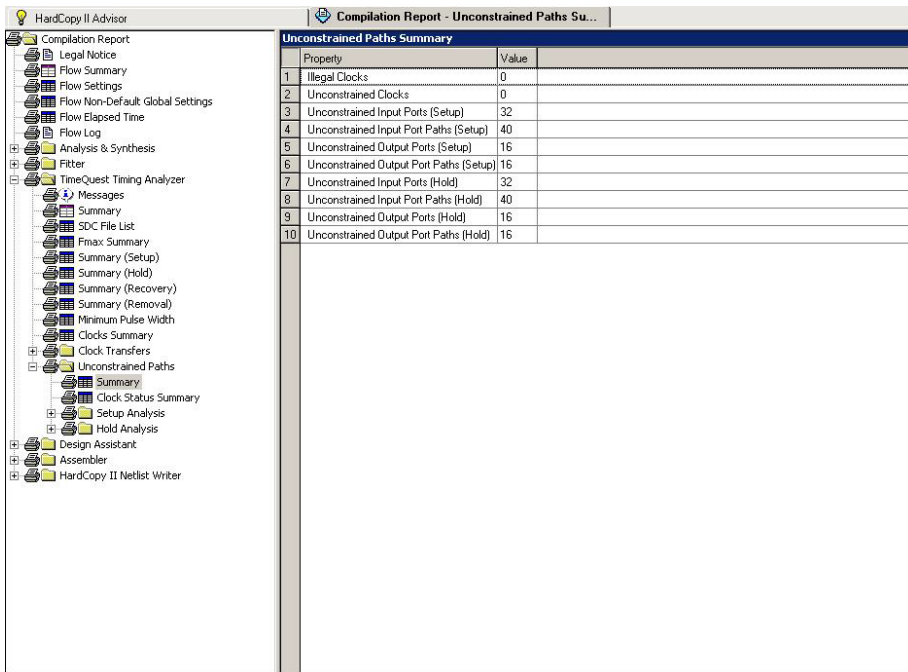 HardCopy II Advisor
Compilation Report - Unconstrained Paths Su...
Compilation Report
Legal Notice
Flow Summary
Flow Settings
Flow Non-Default Global Settings
Flow Elapsed Time
Flow Log
Analysis & Synthesis
Fitter
TimeQuest Timing Analyzer
Messages
Summary
SDC File List
Fmax Summary
Summary (Setup)
Summary (Hold)
Summary (Recovery)
Summary (Removal)
Minimum Pulse Width
Clocks Summary
Clock Transfers
Unconstrained Paths
Summary
Clock Status Summary
Setup Analysis
Hold Analysis
Design Assistant
Assembler
HardCopy II Netlist Writer
Unconstrained Paths Summary
Property Value
1 Illegal Clocks 0
2 Unconstrained Clocks 0
3 Unconstrained Input Ports (Setup) 32
4 Unconstrained Input Port Paths (Setup) 40
5 Unconstrained Output Ports (Setup) 16
6 Unconstrained Output Port Paths (Setup) 16
7 Unconstrained Input Ports (Hold) 32
8 Unconstrained Input Port Paths (Hold) 40
9 Unconstrained Output Ports (Hold) 16
10 Unconstrained Output Port Paths (Hold) 16